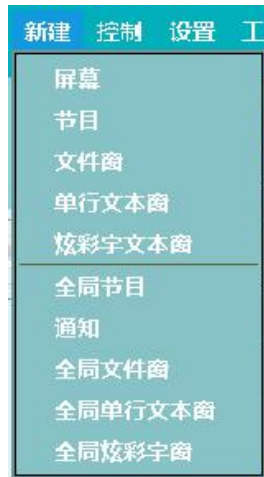 新建 控制 设置 工
屏幕
节目
文件窗
单行文本窗
炫彩字文本窗
全局节目
通知
全局文件窗
全局单行文本窗
全局炫彩字窗